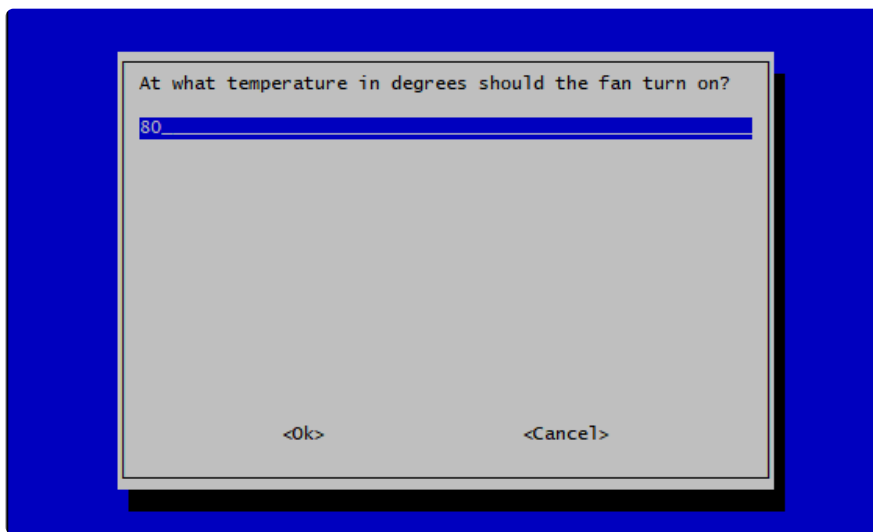 At what temperature in degrees should the fan turn on?
80
<Ok> <Cancel>